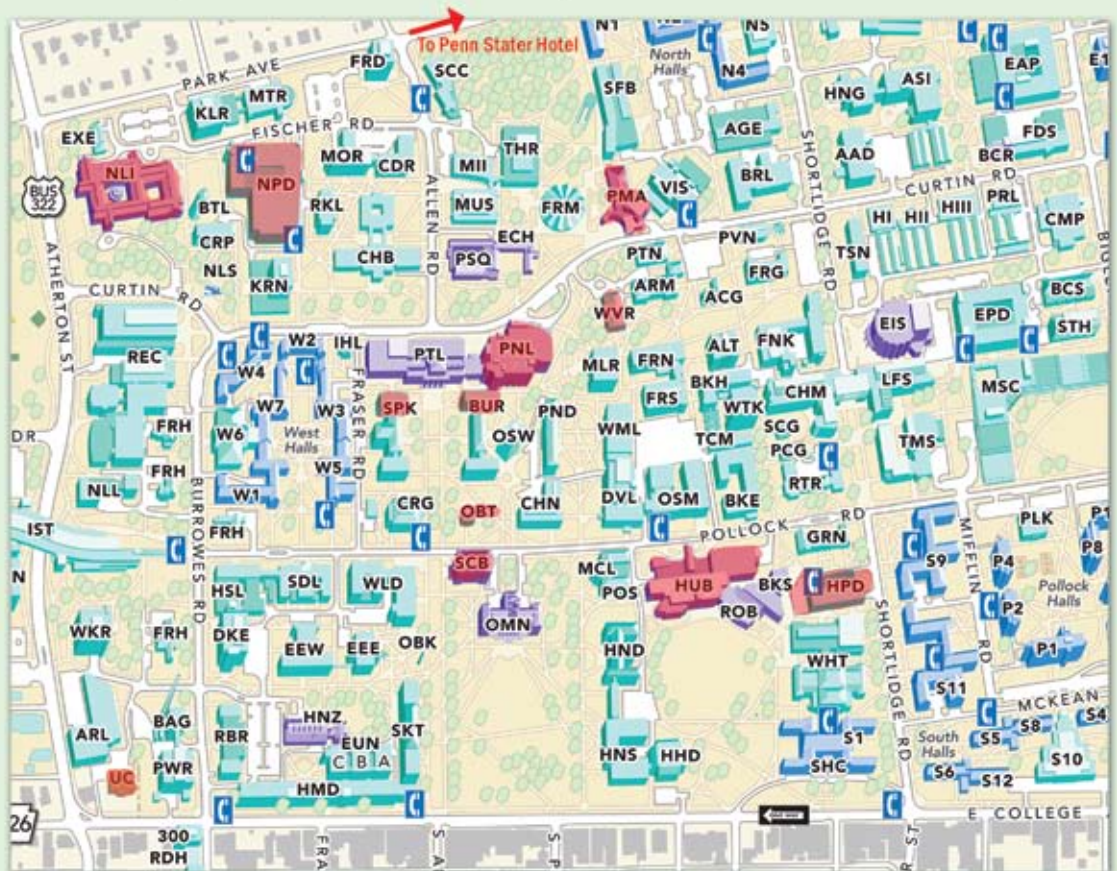 To Penn Stater Hotel
N1
N5
FRD
SCC
North
Halls
N4
SFB
HNG
ASI
EAP
E1
PARK AVE
KLR
MTR
EXE
FISCHER RD
MOR
CDR
MII
THR
AGE
AAD
FDS
BCR
NLI
NPD
BUS
322
BTL
RKL
MUS
FRM
PMA
VIS
BRL
CURTIN RD
PRL
HI
HII
HIII
CMP
ALLEN RD
SHORTLIDGE RD
CRP
NLS
KRN
CHB
PSQ
ECH
PTN
PVN
TSN
ARM
FRG
ACG
BCS
ATHERTON ST
CURTIN RD
WVR
EIS
EPD
STH
REC
W2
IHL
PTL
PNL
W4
MLR
FRN
ALT
FNK
W7
W3
SPK
BUR
PND
FRS
BKH
CHM
LFS
MSC
FRASER RD
WTK
SCG
DR
FRH
W6
West
Halls
OSW
WML
TCM
PCG
TMS
FRH
W5
NLL
W1
CRG
OBT
CHN
DVL
OSM
BKE
RTR
IST
FRH
BURROWES RD
POLLOCK RD
GRN
MIFFLIN RD
PLK
P1
S9
P4
P8
Pollock
Halls
SCB
MCL
HSL
SDL
WLD
POS
HUB
BKS
HPD
ROB
N
OMN
P2
WKR
FRH
DKE
EEW
EEE
OBK
HND
WHT
SHORTLIDGE RD
P1
S11
MCKEAN
ARL
BAG
RBR
HNZ
SKT
EUN
C B A
HNS
HHD
S1
South
Halls
S5
S8
S4
UC
PWR
SHC
S6
S12
S10
HMD
26
E COLLEGE
300
RDH
FRA
S A
S P
R ST